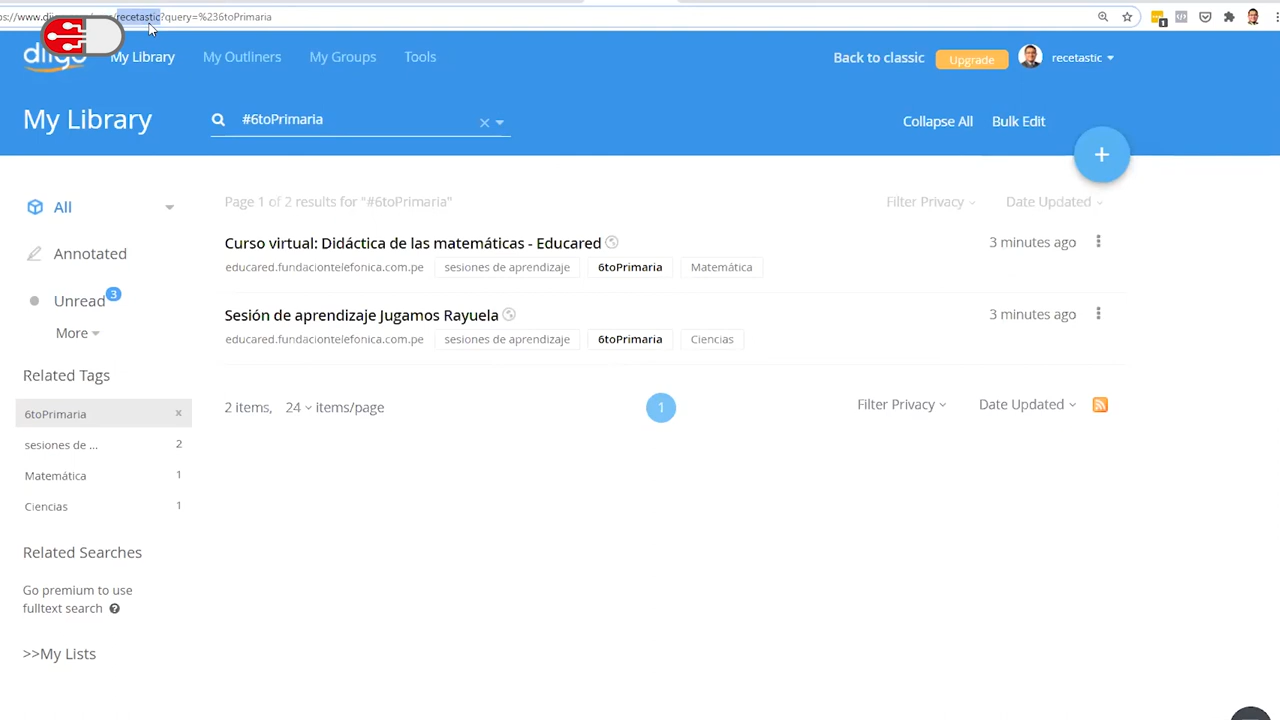 recetastic?query=%236toPrimaria
1
diigo
My Library
My Outliners
My Groups
Tools
Back to classic
Upgrade
recetastic
My Library
#6toPrimaria
Collapse All
Bulk Edit
+
All
Page 1 of 2 results for "#6toPrimaria"
Filter Privacy
Date Updated
Annotated
Curso virtual: Didáctica de las matemáticas - Educared
3 minutes ago
educared.fundaciontelefonica.com.pe sesiones de aprendizaje 6toPrimaria Matemática
Unread 3
Sesión de aprendizaje Jugamos Rayuela
3 minutes ago
More
educared.fundaciontelefonica.com.pe sesiones de aprendizaje 6toPrimaria Ciencias
Related Tags
6toPrimaria x
sesiones de ... 2
Matemática 1
Ciencias 1
2 items, 24 items/page
1
Filter Privacy
Date Updated
Related Searches
Go premium to use
fulltext search ?
>>My Lists